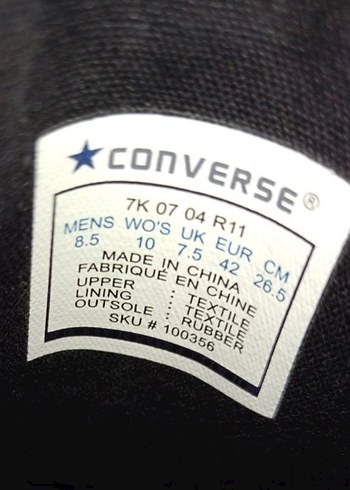 ★CONVERSE®
7K 07 04 R11
MENS WO'S UK EUR CM
8.5 10 7.5 42 26.5
MADE IN CHINA
FABRIQUÉ EN CHINE
UPPER : TEXTILE
LINING : TEXTILE
OUTSOLE : RUBBER
SKU # 100356